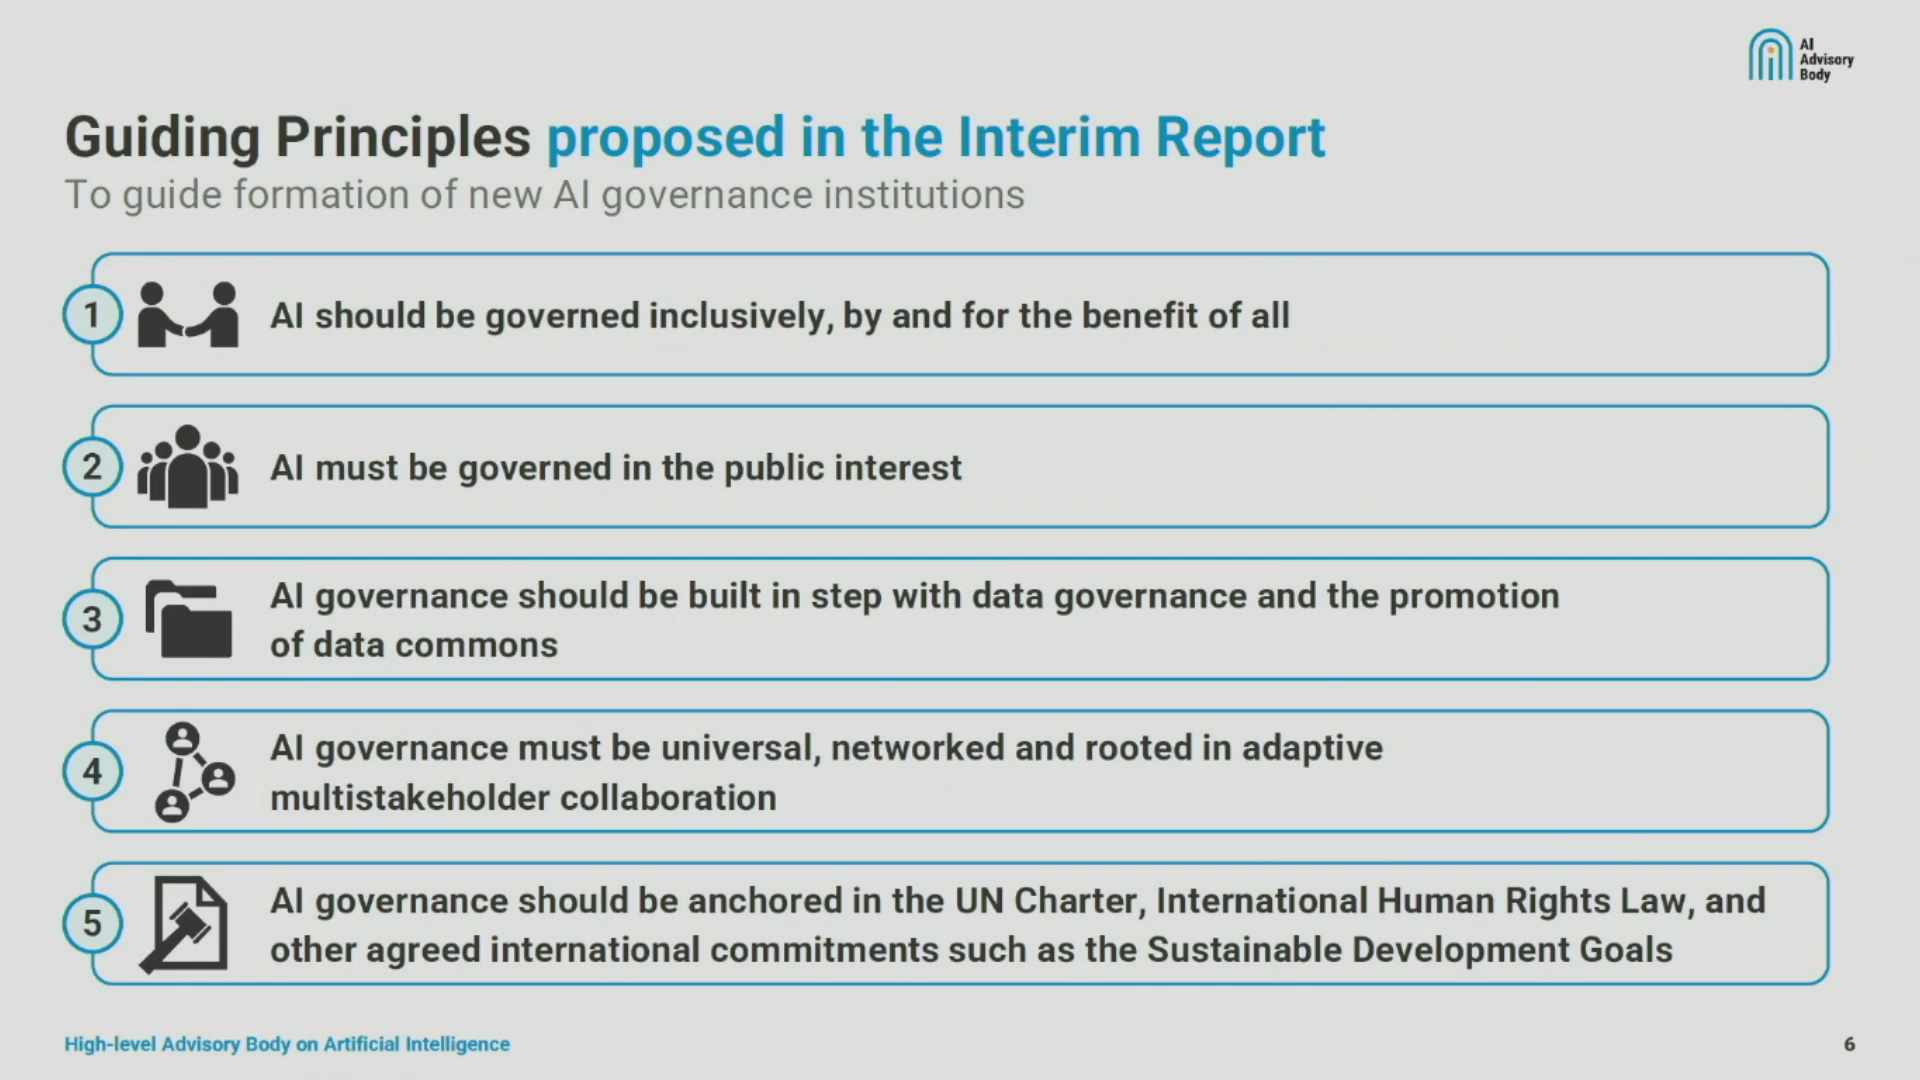 AI
Advisory
Body
Guiding Principles proposed in the Interim Report
To guide formation of new AI governance institutions
1
AI should be governed inclusively, by and for the benefit of all
2
AI must be governed in the public interest
3
AI governance should be built in step with data governance and the promotion
of data commons
4
AI governance must be universal, networked and rooted in adaptive
multistakeholder collaboration
5
AI governance should be anchored in the UN Charter, International Human Rights Law, and
other agreed international commitments such as the Sustainable Development Goals
High-level Advisory Body on Artificial Intelligence
6